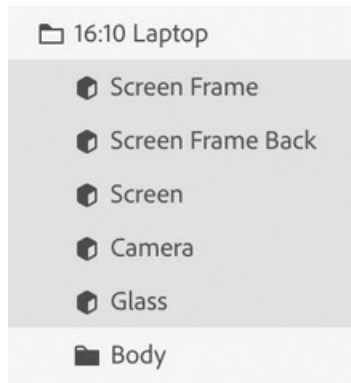 16:10 Laptop
Screen Frame
Screen Frame Back
Screen
Camera
Glass
Body